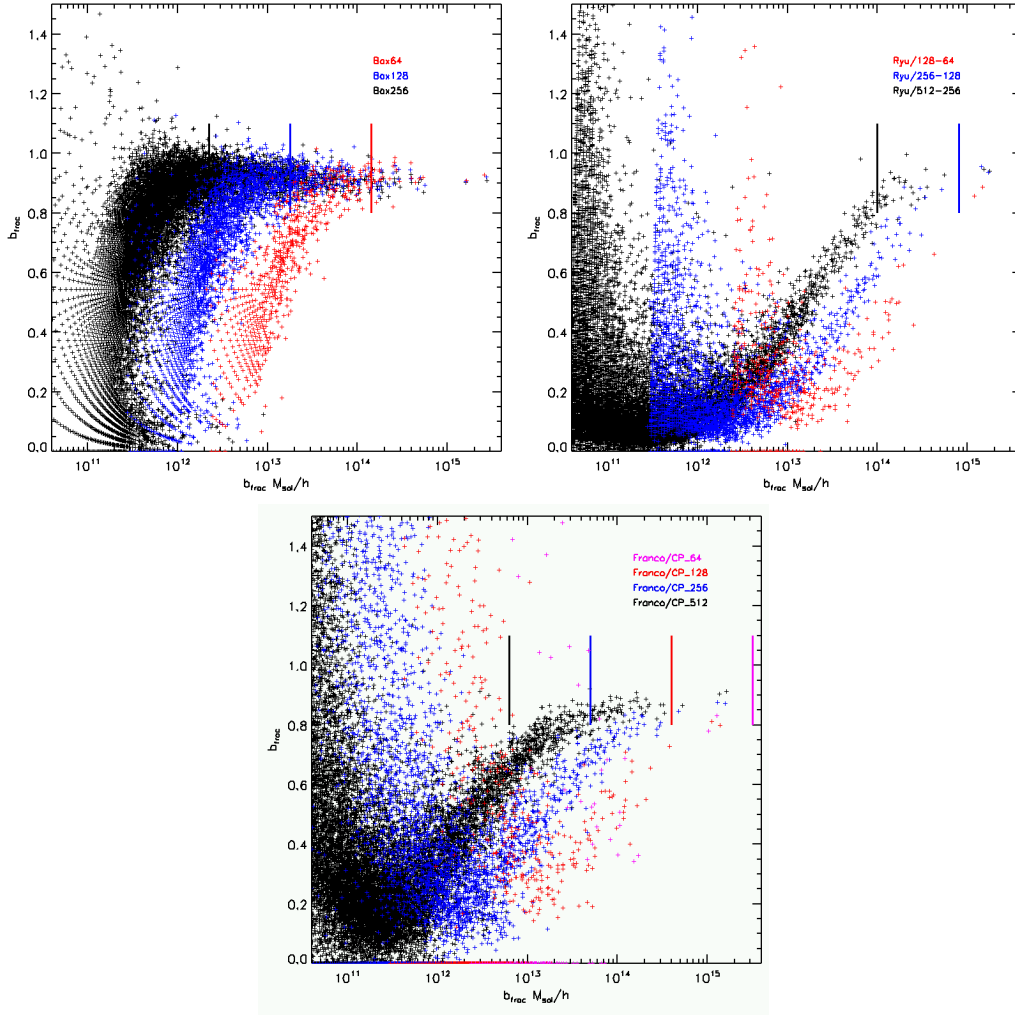 1.4
1.2
1.0
0.8
0.6
0.4
0.2
0.0
b_frac
Box64
Box128
Box256
10^11
10^12
10^13
10^14
10^15
b_frac M_sol/h
1.4
1.2
1.0
0.8
0.6
0.4
0.2
0.0
b_frac
Ryu/128-64
Ryu/256-128
Ryu/512-256
10^11
10^12
10^13
10^14
10^15
b_frac M_sol/h
1.4
1.2
1.0
0.8
0.6
0.4
0.2
0.0
b_frac
Franco/CP_64
Franco/CP_128
Franco/CP_256
Franco/CP_512
10^11
10^12
10^13
10^14
10^15
b_frac M_sol/h